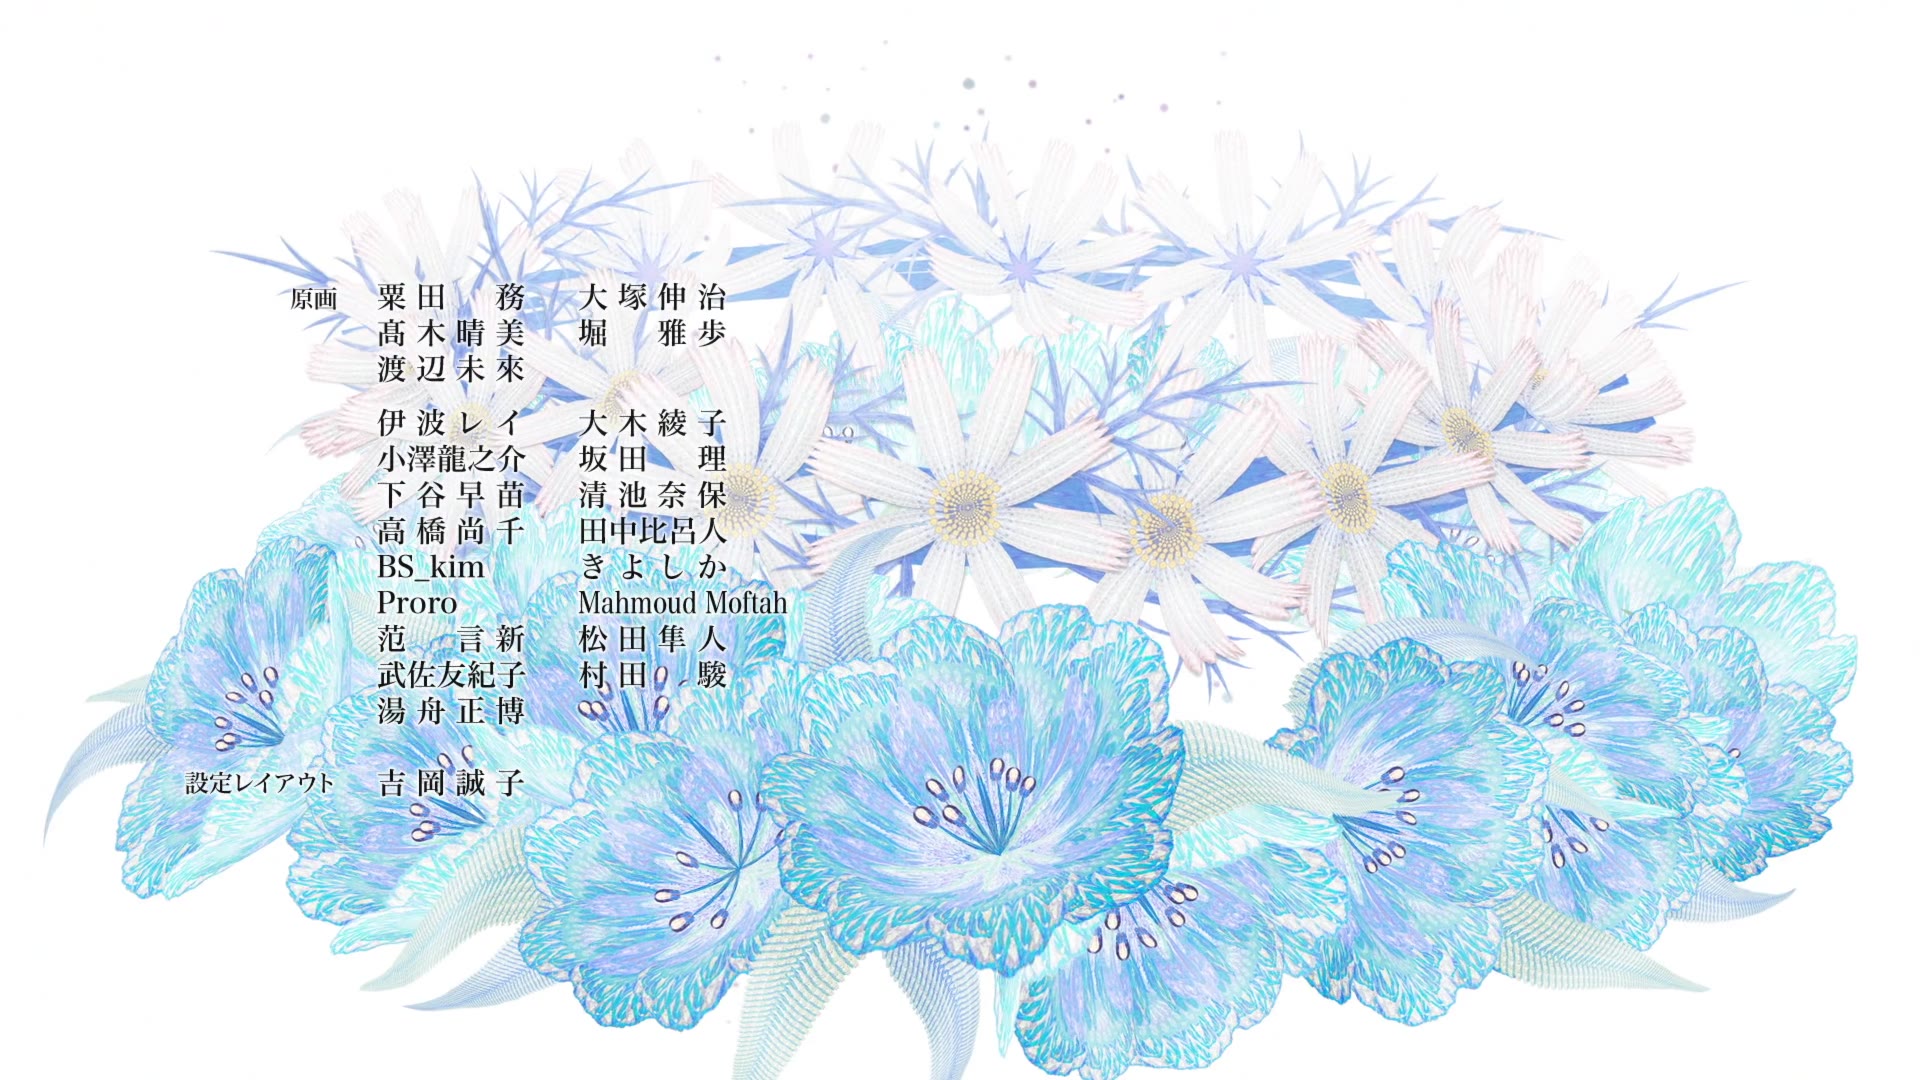 原画 粟田 務 大塚伸治
髙木晴美 堀 雅歩
渡辺未來
伊波レイ 大木綾子
小澤龍之介 坂田 理
下谷早苗 清池奈保
高橋尚千 田中比呂人
BS_kim きよしか
Proro Mahmoud Moftah
范 言新 松田隼人
武佐友紀子 村田 駿
湯舟正博
設定レイアウト 吉岡誠子